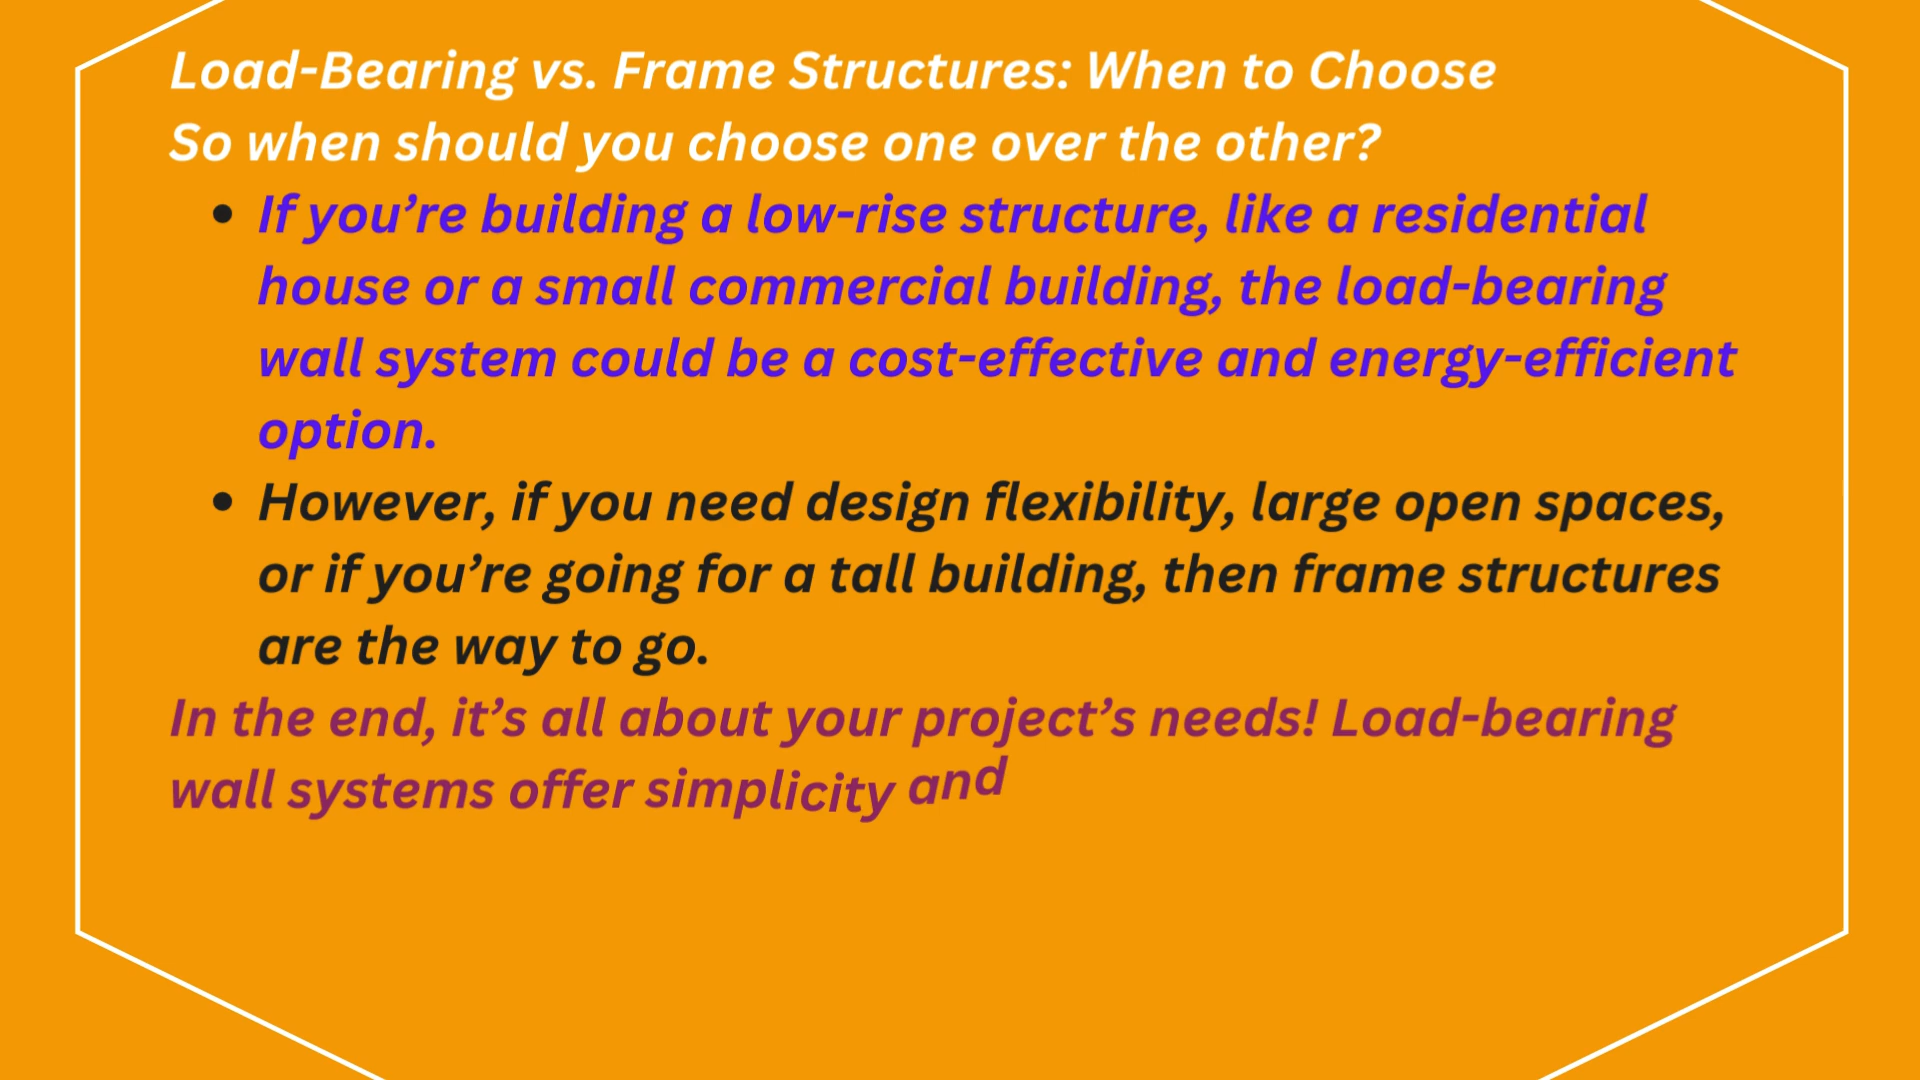 Load-Bearing vs. Frame Structures: When to Choose
So when should you choose one over the other?
• If you’re building a low-rise structure, like a residential
house or a small commercial building, the load-bearing
wall system could be a cost-effective and energy-efficient
option.
• However, if you need design flexibility, large open spaces,
or if you’re going for a tall building, then frame structures
are the way to go.
In the end, it’s all about your project’s needs! Load-bearing
wall systems offer simplicity and